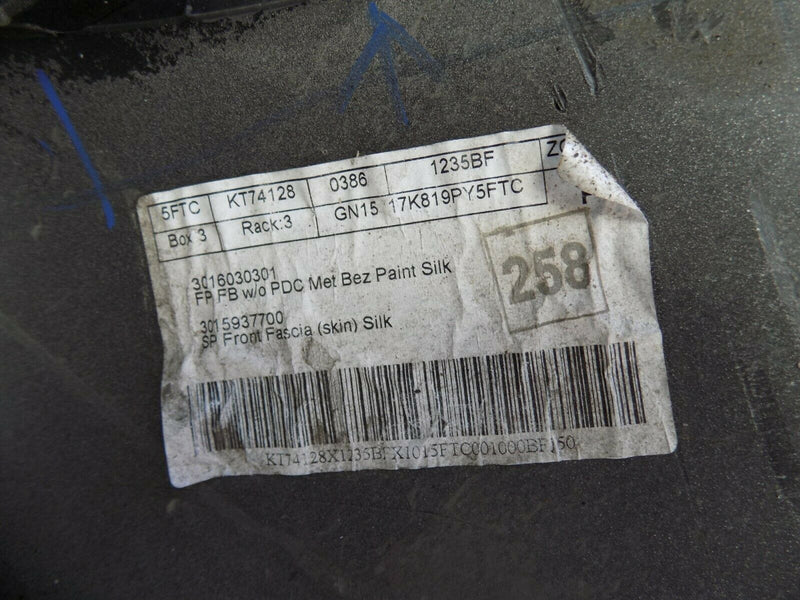 5FTC KT74128 0386 1235BF
Box 3 Rack:3 GN15 17K819PY5FTC
258
3016030301
FP FB w/o PDC Met Bez Paint Silk
3015937700
SP Front Fascia (skin) Silk
KT74128X1235BFX1015FTC001000BF150